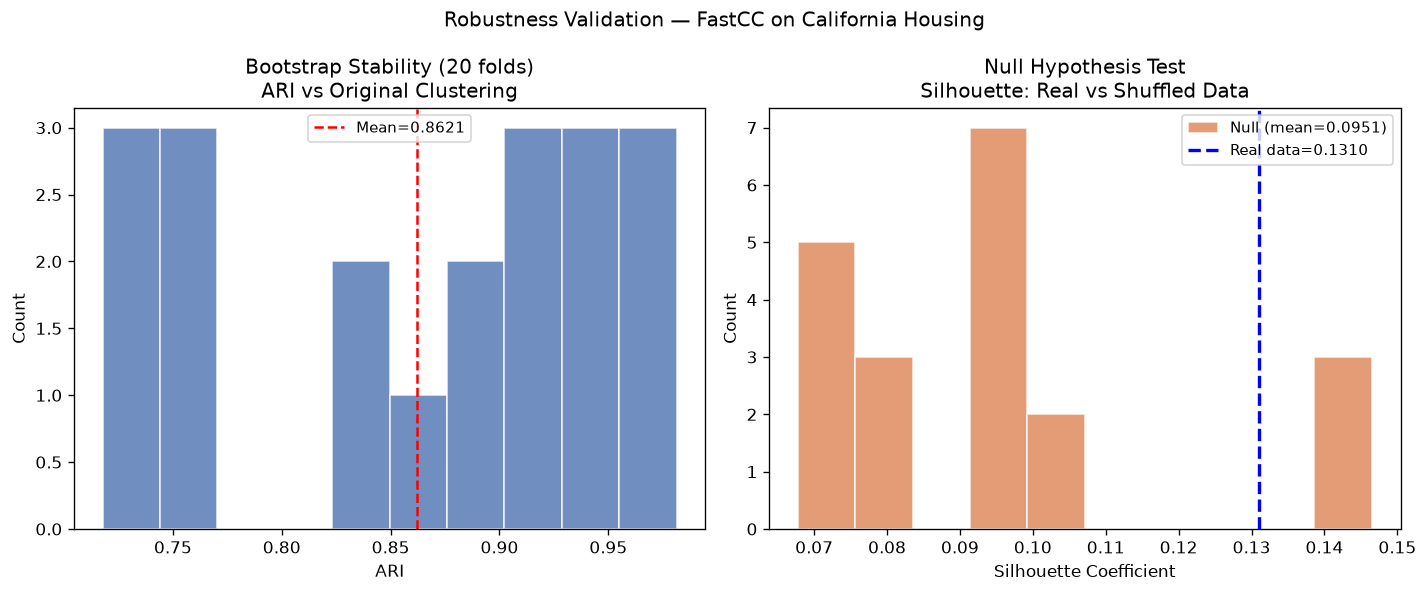 Robustness Validation — FastCC on California Housing
Bootstrap Stability (20 folds)
ARI vs Original Clustering
Mean=0.8621
3.0
2.5
2.0
1.5
1.0
0.5
0.0
Count
0.75
0.80
0.85
0.90
0.95
ARI
Null Hypothesis Test
Silhouette: Real vs Shuffled Data
Null (mean=0.0951)
Real data=0.1310
7
6
5
4
3
2
1
0
Count
0.07
0.08
0.09
0.10
0.11
0.12
0.13
0.14
0.15
Silhouette Coefficient